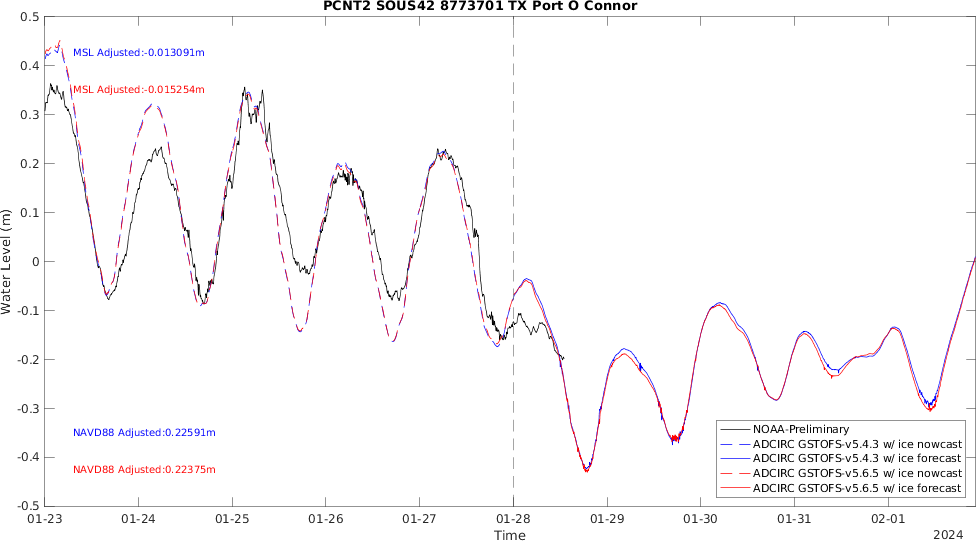 PCNT2 SOUS42 8773701 TX Port O Connor
0.5
0.4
0.3
0.2
0.1
0
-0.1
-0.2
-0.3
-0.4
-0.5
Water Level (m)
MSL Adjusted:-0.013091m
MSL Adjusted:-0.015254m
NAVD88 Adjusted:0.22591m
NAVD88 Adjusted:0.22375m
NOAA-Preliminary
ADCIRC GSTOFS-v5.4.3 w/ ice nowcast
ADCIRC GSTOFS-v5.4.3 w/ ice forecast
ADCIRC GSTOFS-v5.6.5 w/ ice nowcast
ADCIRC GSTOFS-v5.6.5 w/ ice forecast
01-23 01-24 01-25 01-26 01-27 01-28 01-29 01-30 01-31 02-01
Time
2024